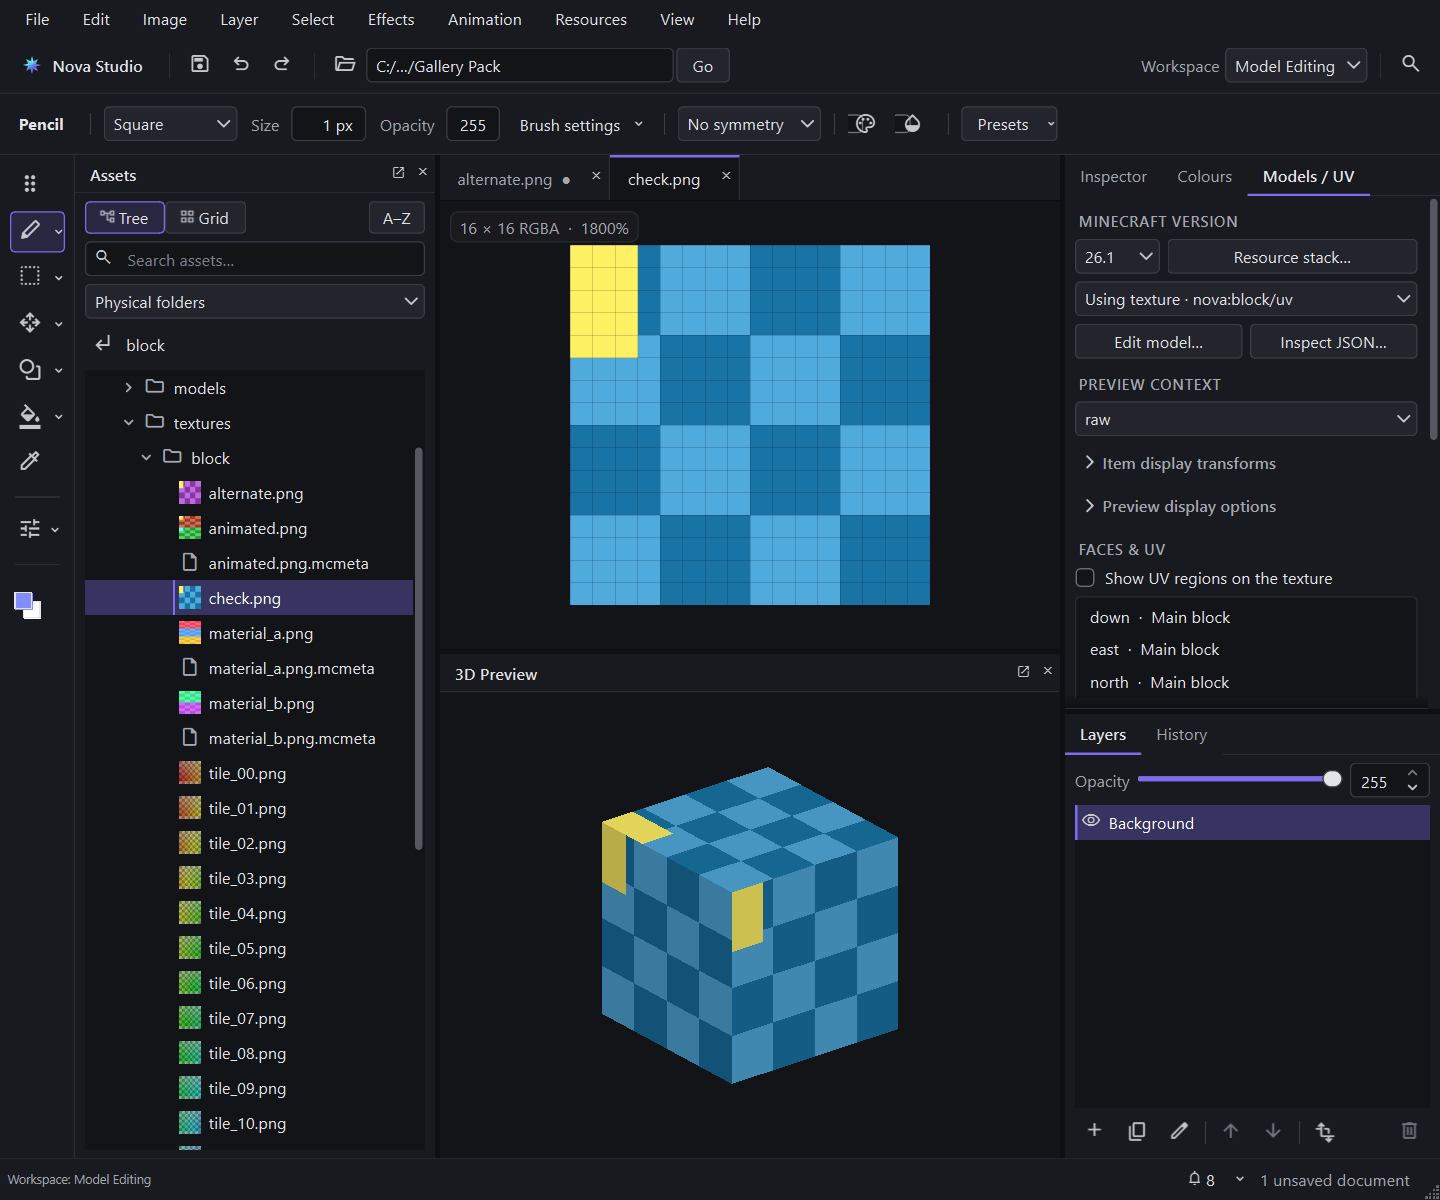 File Edit Image Layer Select Effects Animation Resources View Help
Nova Studio C:/.../Gallery Pack Go Workspace Model Editing
Pencil Square Size 1 px Opacity 255 Brush settings No symmetry Presets
Assets
Tree Grid A–Z
Search assets...
Physical folders
block
models
textures
block
alternate.png
animated.png
animated.png.mcmeta
check.png
material_a.png
material_a.png.mcmeta
material_b.png
material_b.png.mcmeta
tile_00.png
tile_01.png
tile_02.png
tile_03.png
tile_04.png
tile_05.png
tile_06.png
tile_07.png
tile_08.png
tile_09.png
tile_10.png
alternate.png check.png
16 × 16 RGBA · 1800%
3D Preview
Inspector Colours Models / UV
MINECRAFT VERSION
26.1 Resource stack...
Using texture · nova:block/uv
Edit model... Inspect JSON...
PREVIEW CONTEXT
raw
Item display transforms
Preview display options
FACES & UV
Show UV regions on the texture
down · Main block
east · Main block
north · Main block
Layers History
Opacity 255
Background
Workspace: Model Editing 8 1 unsaved document